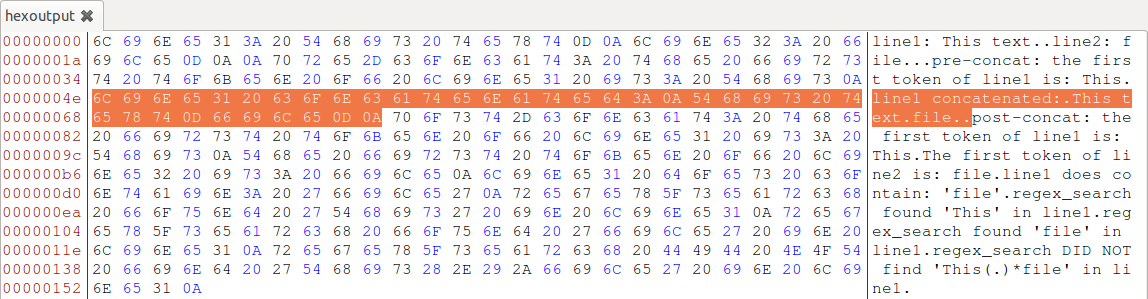 hexoutput ✖
00000000 6C 69 6E 65 31 3A 20 54 68 69 73 20 74 65 78 74 0D 0A 6C 69 6E 65 32 3A 20 66 line1: This text..line2: f
0000001a 69 6C 65 0D 0A 0A 70 72 65 2D 63 6F 6E 63 61 74 3A 20 74 68 65 20 66 69 72 73 ile...pre-concat: the firs
00000034 74 20 74 6F 6B 65 6E 20 6F 66 20 6C 69 6E 65 31 20 69 73 3A 20 54 68 69 73 0A t token of line1 is: This.
0000004e 6C 69 6E 65 31 20 63 6F 6E 63 61 74 65 6E 61 74 65 64 3A 0A 54 68 69 73 20 74 line1 concatenated:.This t
00000068 65 78 74 0D 66 69 6C 65 0D 0A 70 6F 73 74 2D 63 6F 6E 63 61 74 3A 20 74 68 65 ext.file..post-concat: the
00000082 20 66 69 72 73 74 20 74 6F 6B 65 6E 20 6F 66 20 6C 69 6E 65 31 20 69 73 3A 20  first token of line1 is: 
0000009c 54 68 69 73 0A 54 68 65 20 66 69 72 73 74 20 74 6F 6B 65 6E 20 6F 66 20 6C 69 This.The first token of li
000000b6 6E 65 32 20 69 73 3A 20 66 69 6C 65 0A 6C 69 6E 65 31 20 64 6F 65 73 20 63 6F ne2 is: file.line1 does co
000000d0 6E 74 61 69 6E 3A 20 27 66 69 6C 65 27 0A 72 65 67 65 78 5F 73 65 61 72 63 68 ntain: 'file'.regex_search
000000ea 20 66 6F 75 6E 64 20 27 54 68 69 73 27 20 69 6E 20 6C 69 6E 65 31 0A 72 65 67  found 'This' in line1.reg
00000104 65 78 5F 73 65 61 72 63 68 20 66 6F 75 6E 64 20 27 66 69 6C 65 27 20 69 6E 20 ex_search found 'file' in 
0000011e 6C 69 6E 65 31 0A 72 65 67 65 78 5F 73 65 61 72 63 68 20 44 49 44 20 4E 4F 54 line1.regex_search DID NOT
00000138 20 66 69 6E 64 20 27 54 68 69 73 28 2E 29 2A 66 69 6C 65 27 20 69 6E 20 6C 69  find 'This(.)*file' in li
00000152 6E 65 31 0A ne1.